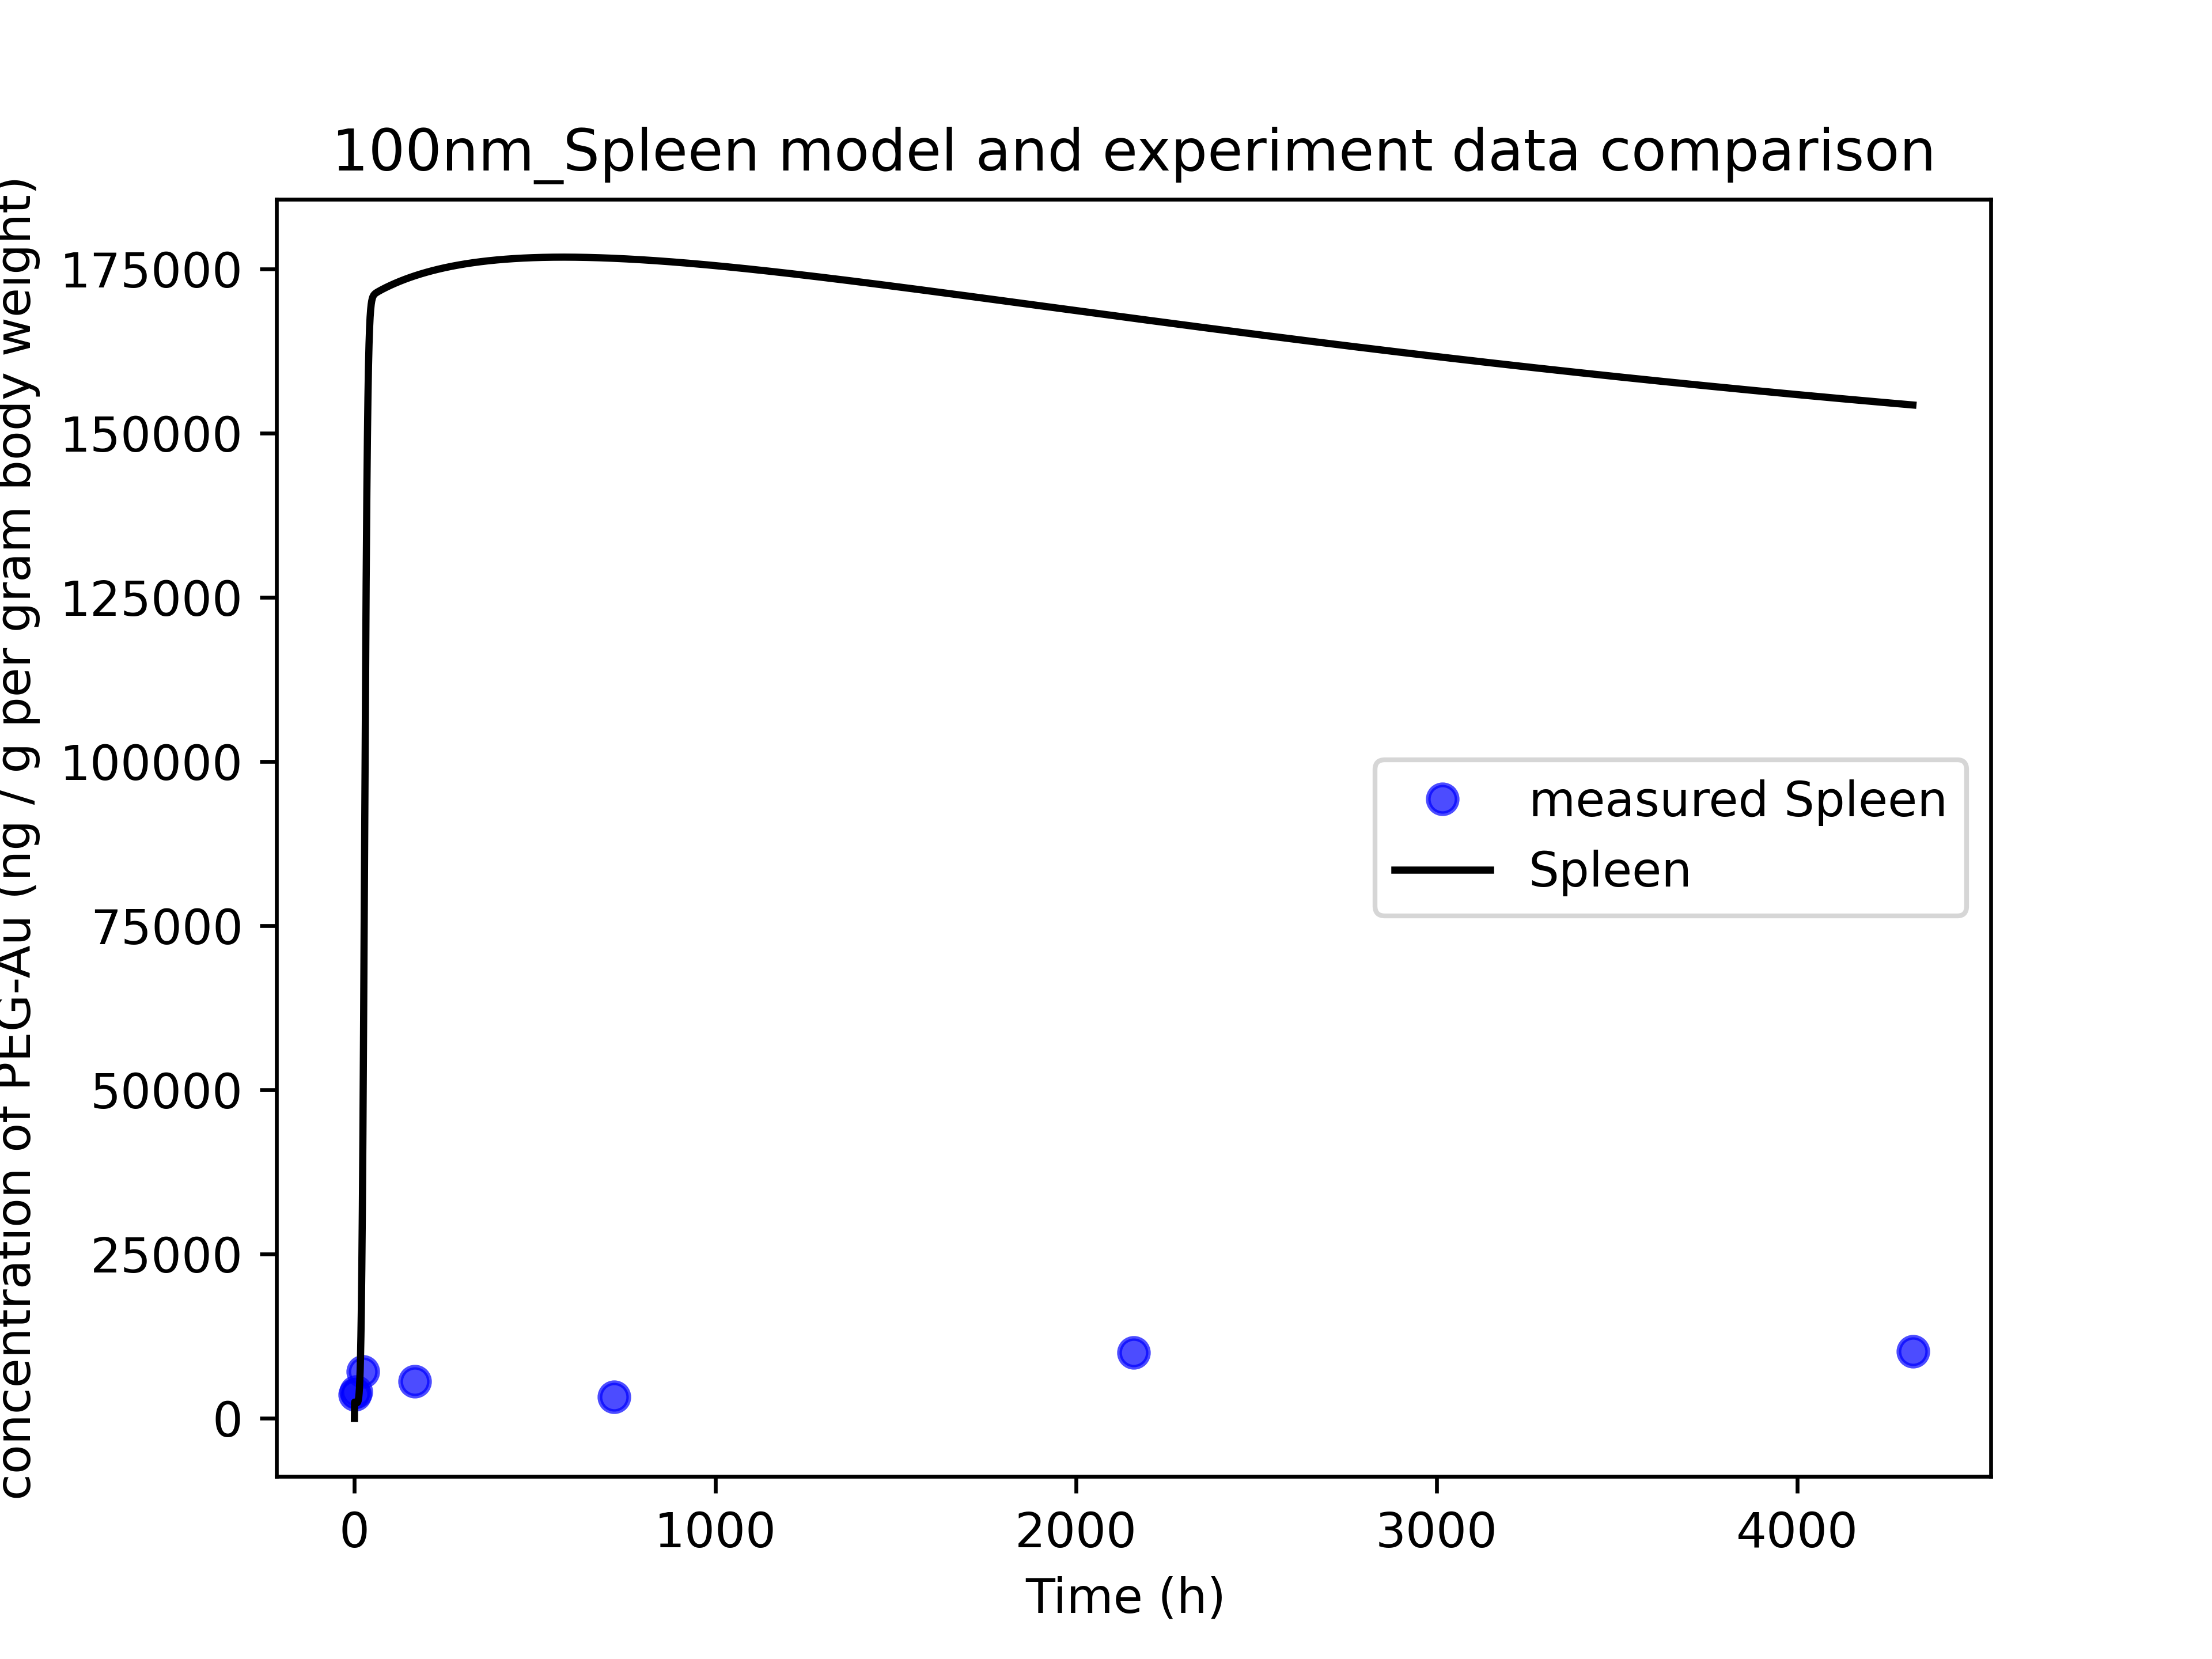 100nm_Spleen model and experiment data comparison
concentration of PEG-Au (ng / g per gram body weight)
175000
150000
125000
100000
75000
50000
25000
0
measured Spleen
Spleen
0 1000 2000 3000 4000
Time (h)